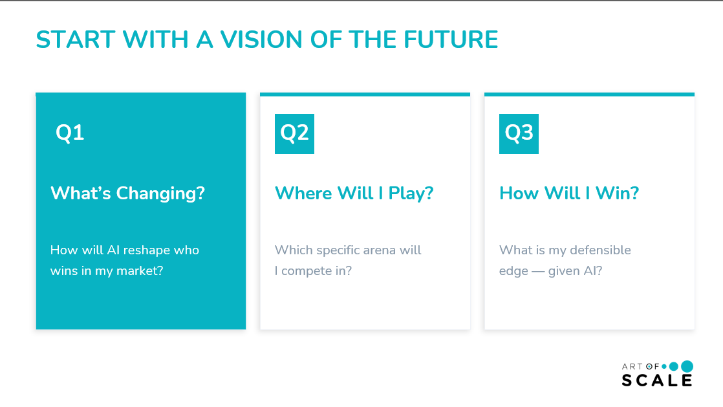 START WITH A VISION OF THE FUTURE
Q1
What's Changing?
How will AI reshape who
wins in my market?
Q2
Where Will I Play?
Which specific arena will
I compete in?
Q3
How Will I Win?
What is my defensible
edge — given AI?
ART OF
SCALE